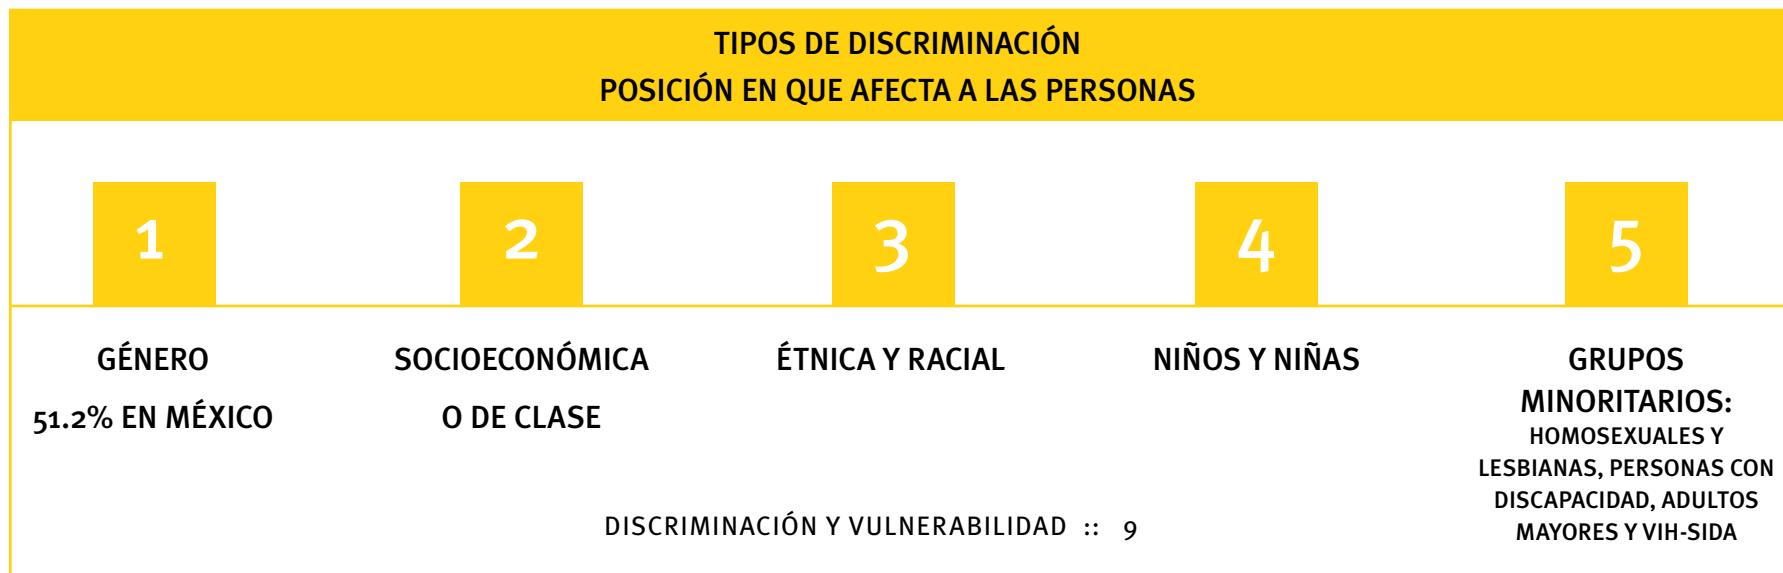 TIPOS DE DISCRIMINACIÓN
POSICIÓN EN QUE AFECTA A LAS PERSONAS
1
2
3
4
5
GÉNERO
51.2% EN MÉXICO
SOCIOECONÓMICA
O DE CLASE
ÉTNICA Y RACIAL
NIÑOS Y NIÑAS
GRUPOS
MINORITARIOS:
HOMOSEXUALES Y
LESBIANAS, PERSONAS CON
DISCAPACIDAD, ADULTOS
MAYORES Y VIH-SIDA
DISCRIMINACIÓN Y VULNERABILIDAD :: 9